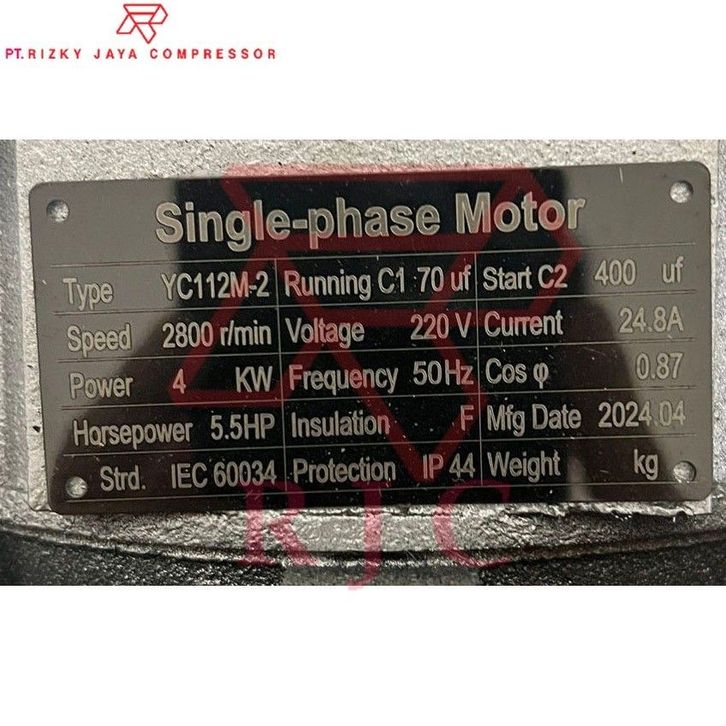 PT.RIZKY JAYA COMPRESSOR
Single-phase Motor
Type YC112M-2 Running C1 70 uf Start C2 400 uf
Speed 2800 r/min Voltage 220 V Current 24.8A
Power 4 KW Frequency 50Hz Cos φ 0.87
Horsepower 5.5HP Insulation F Mfg Date 2024.04
Strd. IEC 60034 Protection IP 44 Weight kg
RJC